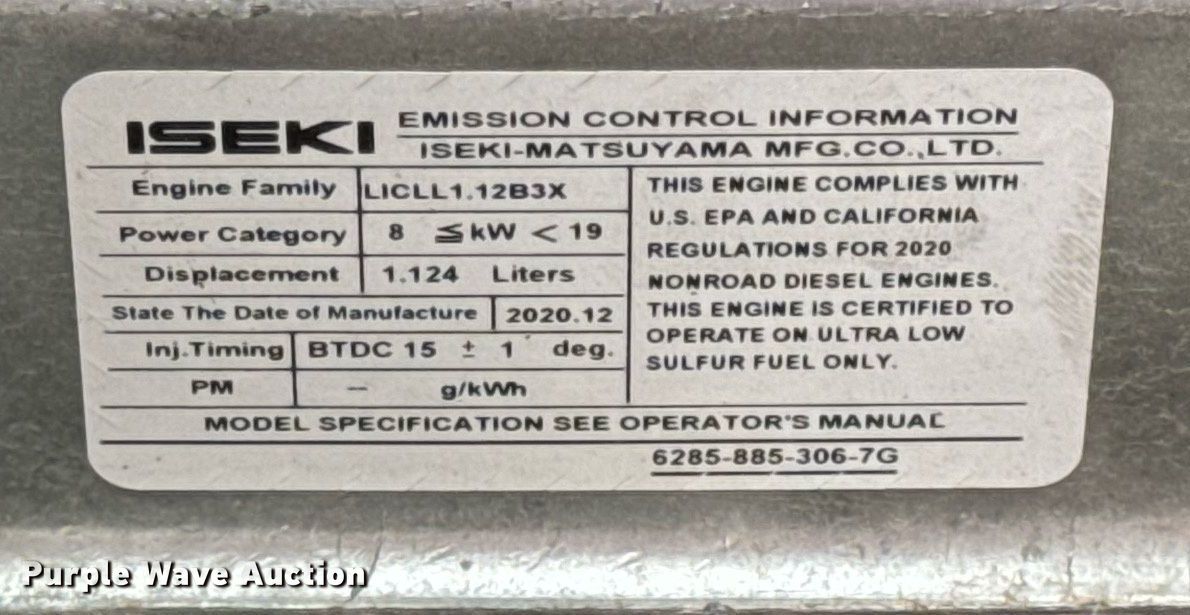 ISEKI
EMISSION CONTROL INFORMATION
ISEKI-MATSUYAMA MFG.CO.,LTD.
Engine Family LICLL1.12B3X
Power Category 8 ≦kW < 19
Displacement 1.124 Liters
State The Date of Manufacture 2020.12
Inj.Timing BTDC 15 ± 1 deg.
PM — g/kWh
THIS ENGINE COMPLIES WITH
U.S. EPA AND CALIFORNIA
REGULATIONS FOR 2020
NONROAD DIESEL ENGINES.
THIS ENGINE IS CERTIFIED TO
OPERATE ON ULTRA LOW
SULFUR FUEL ONLY.
MODEL SPECIFICATION SEE OPERATOR'S MANUAL
6285-885-306-7G
Purple Wave Auction